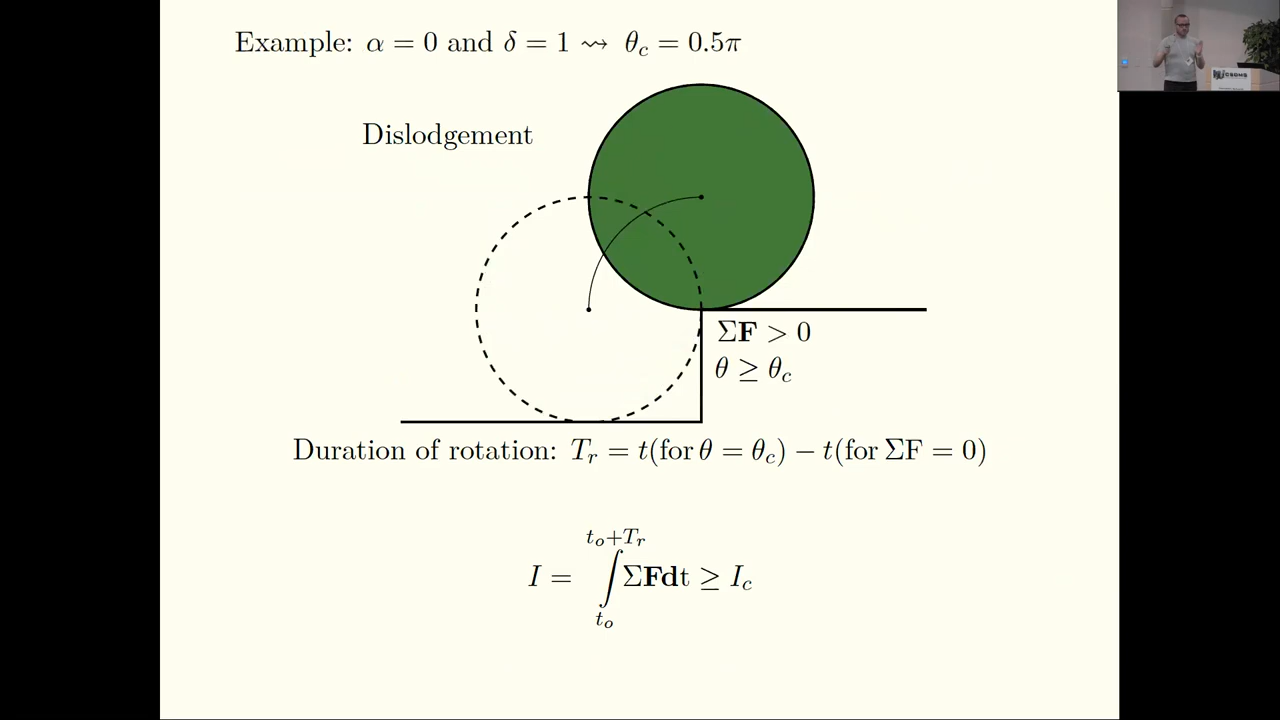 Example: α = 0 and δ = 1 ⇝ θ_c = 0.5π
Dislodgement
ΣF > 0
θ ≥ θ_c
Duration of rotation: T_r = t(for θ = θ_c) − t(for ΣF = 0)
t_o+T_r
I = ∫ΣFdt ≥ I_c
t_o
CSDMS